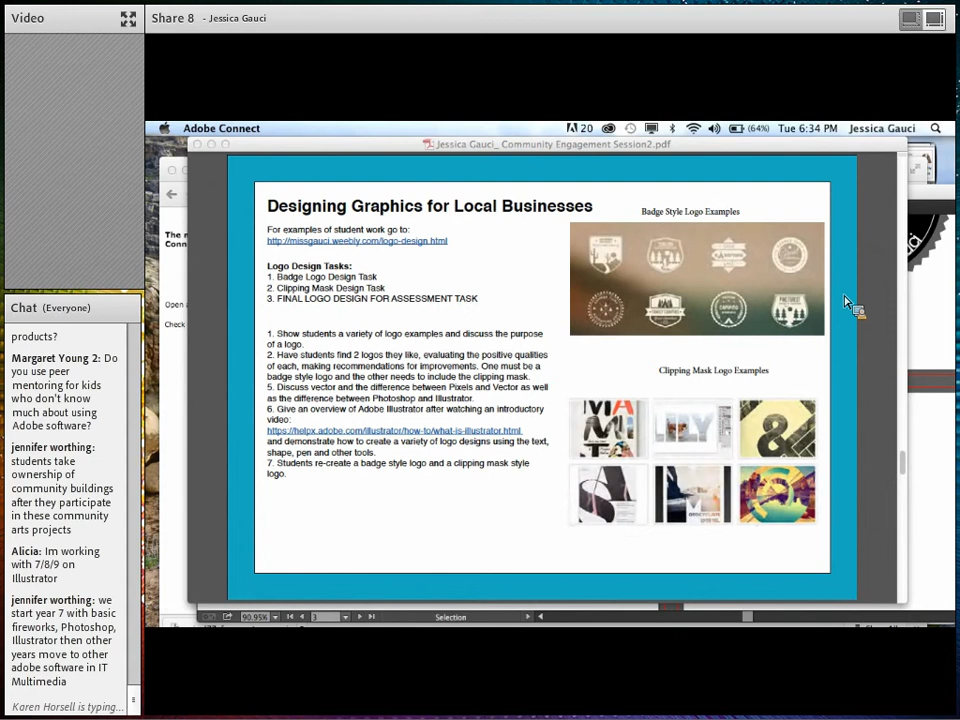 Video
Share 8 - Jessica Gauci
Adobe Connect
20
(64%)
Tue 6:34 PM
Jessica Gauci
Jessica Gauci_ Community Engagement Session2.pdf
Designing Graphics for Local Businesses
For examples of student work go to:
http://missgauci.weebly.com/logo-design.html
Logo Design Tasks:
1. Badge Logo Design Task
2. Clipping Mask Design Task
3. FINAL LOGO DESIGN FOR ASSESSMENT TASK
1. Show students a variety of logo examples and discuss the purpose
of a logo.
2. Have students find 2 logos they like, evaluating the positive qualities
of each, making recommendations for improvements. One must be a
badge style logo and the other needs to include the clipping mask.
5. Discuss vector and the difference between Pixels and Vector as well
as the difference between Photoshop and Illustrator.
6. Give an overview of Adobe Illustrator after watching an introductory
video:
https://helpx.adobe.com/illustrator/how-to/what-is-illustrator.html
and demonstrate how to create a variety of logo designs using the text,
shape, pen and other tools.
7. Students re-create a badge style logo and a clipping mask style
logo.
Badge Style Logo Examples
Clipping Mask Logo Examples
MA
MI
LILY
8
The n
Conn
Open a
Check
90.95%
3
Selection
Chat (Everyone)
products?
Margaret Young 2: Do
you use peer
mentoring for kids
who don't know
much about using
Adobe software?
jennifer worthing:
students take
ownership of
community buildings
after they participate
in these community
arts projects
Alicia: Im working
with 7/8/9 on
Illustrator
jennifer worthing: we
start year 7 with basic
fireworks, Photoshop,
Illustrator then other
years move to other
adobe software in IT
Multimedia
Karen Horsell is typing...